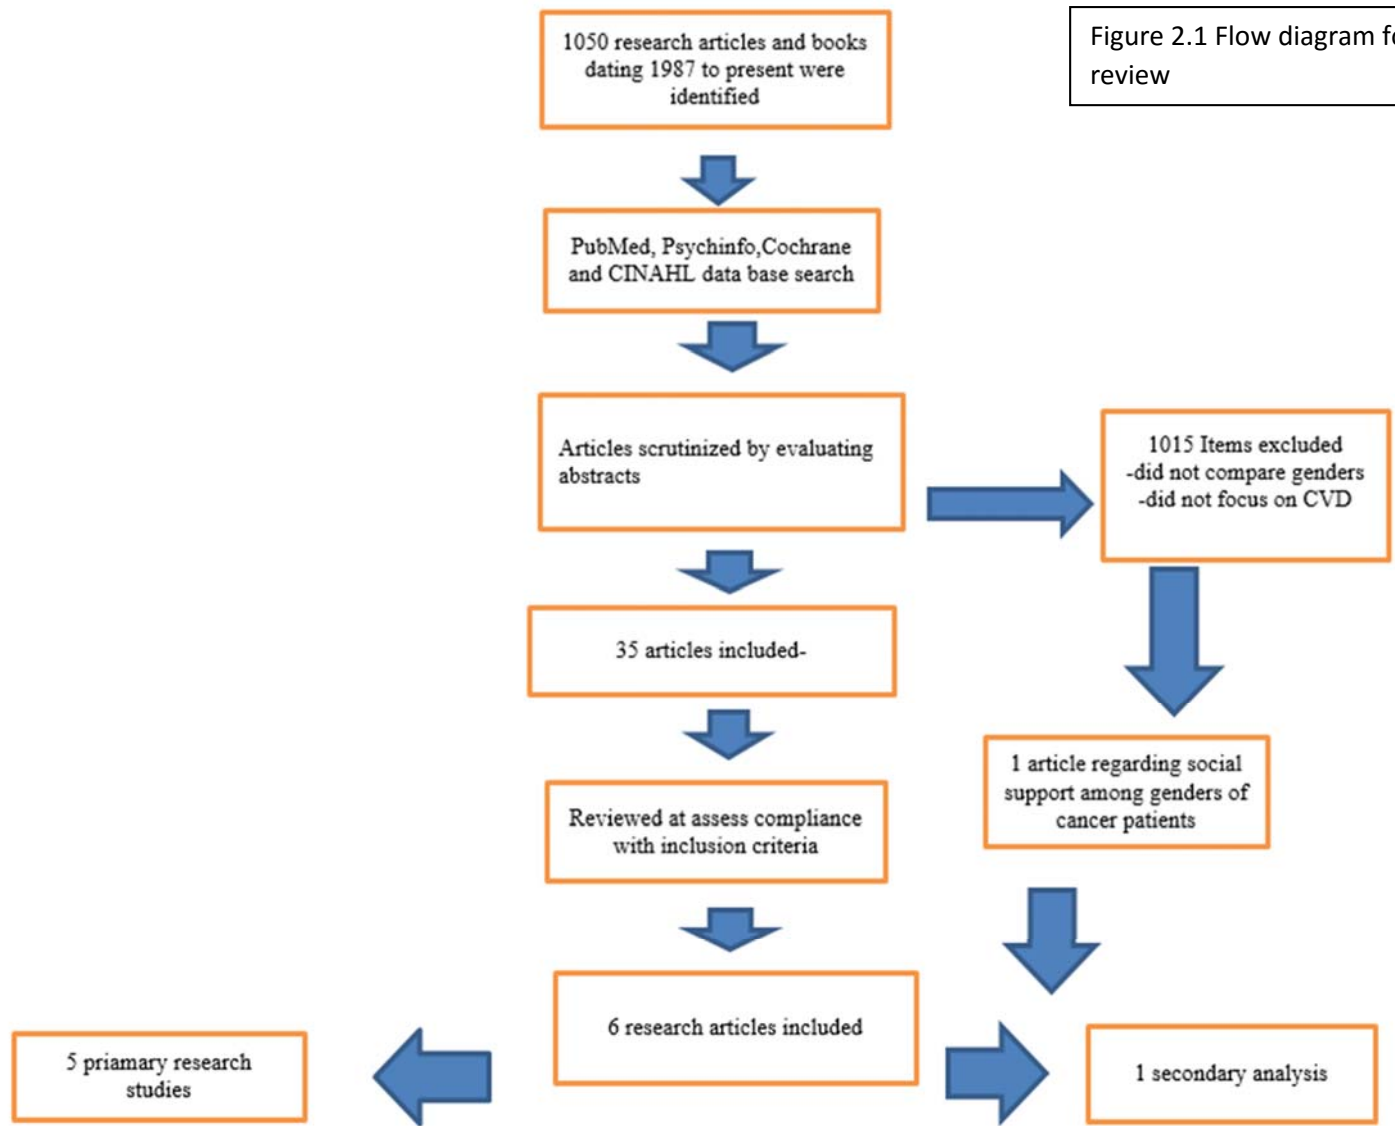 1050 research articles and books
dating 1987 to present were
identified
Figure 2.1 Flow diagram
review
PubMed, Psychinfo,Cochrane
and CINAHL data base search
Articles scrutinized by evaluating
abstracts
1015 Items excluded
-did not compare genders
-did not focus on CVD
35 articles included-
1 article regarding social
support among genders of
cancer patients
Reviewed at assess compliance
with inclusion criteria
6 research articles included
5 priamary research
studies
1 secondary analysis